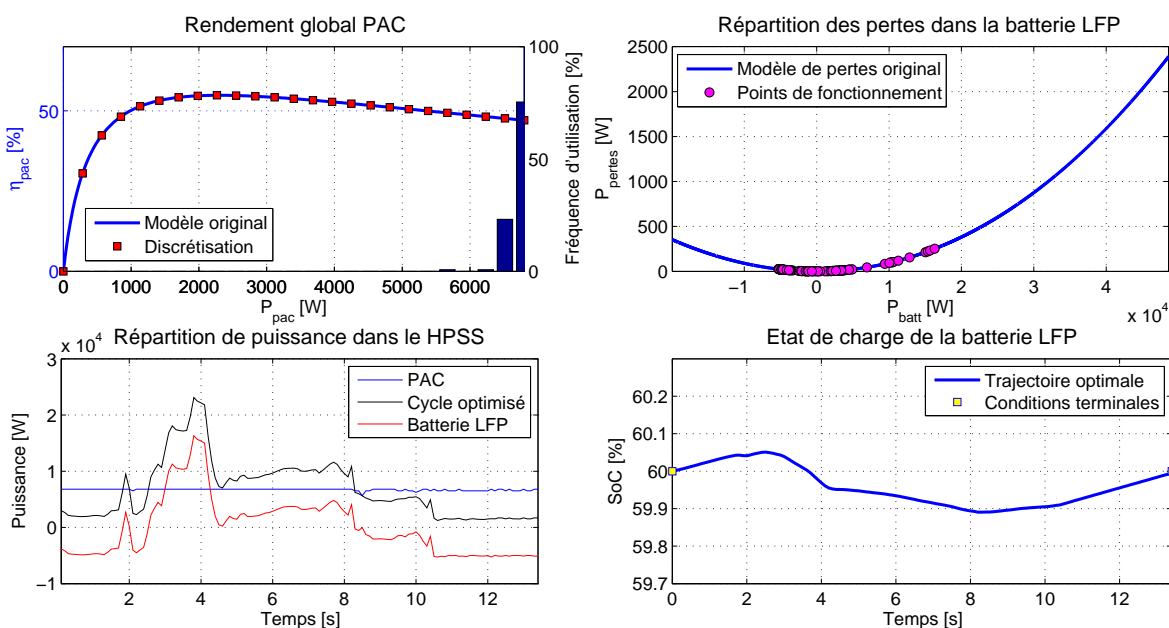 Rendement global PAC
η_pac [%]
50
0
0 1000 2000 3000 4000 5000 6000
P_pac [W]
100
50
0
Fréquence d'utilisation [%]
Modèle original
Discrétisation
Répartition des pertes dans la batterie LFP
P_pertes [W]
2500
2000
1500
1000
500
0
−1 0 1 2 3 4
x 10^4
P_batt [W]
Modèle de pertes original
Points de fonctionnement
Répartition de puissance dans le HPSS
x 10^4
Puissance [W]
3
2
1
0
−1
2 4 6 8 10 12
Temps [s]
PAC
Cycle optimisé
Batterie LFP
Etat de charge de la batterie LFP
SoC [%]
60.2
60.1
60
59.9
59.8
59.7
0 2 4 6 8 10 12
Temps [s]
Trajectoire optimale
Conditions terminales